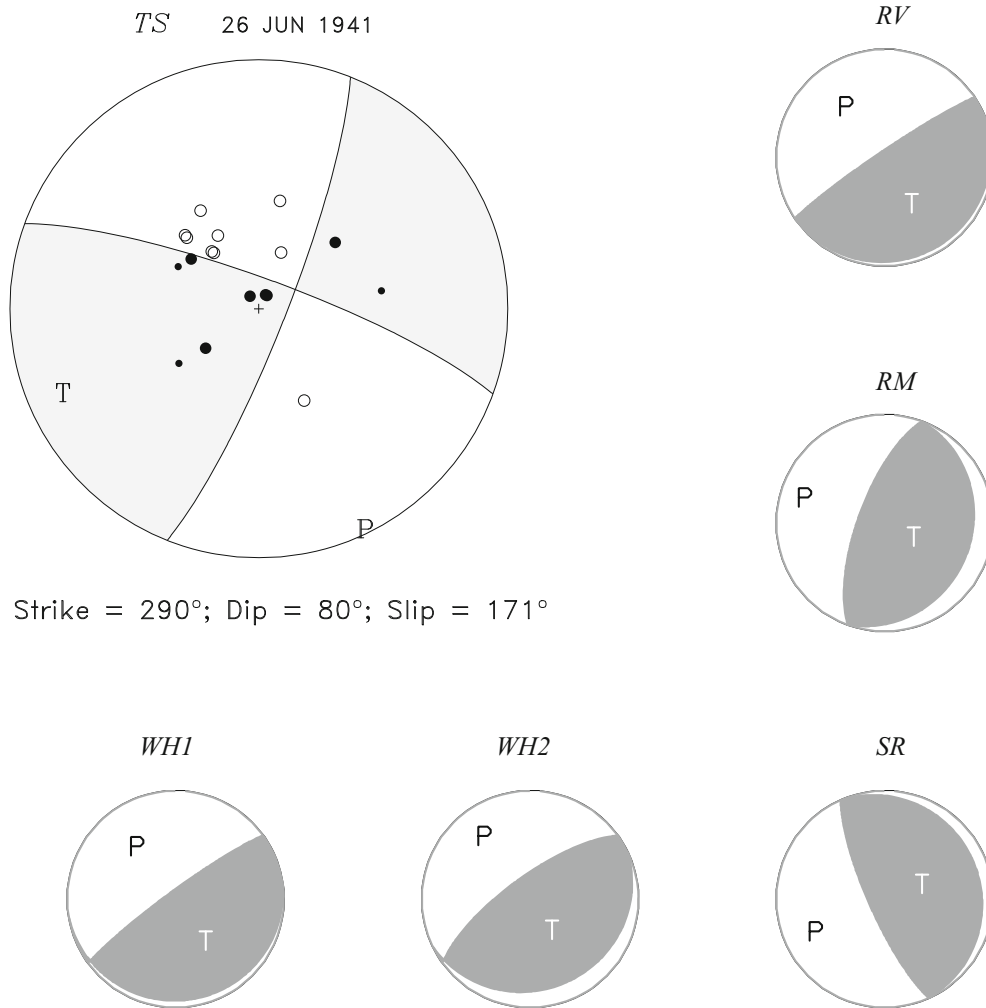 TS 26 JUN 1941
RV
P
T
T
P
RM
P
T
Strike = 290°; Dip = 80°; Slip = 171°
WH1 WH2 SR
P P
T T T
P